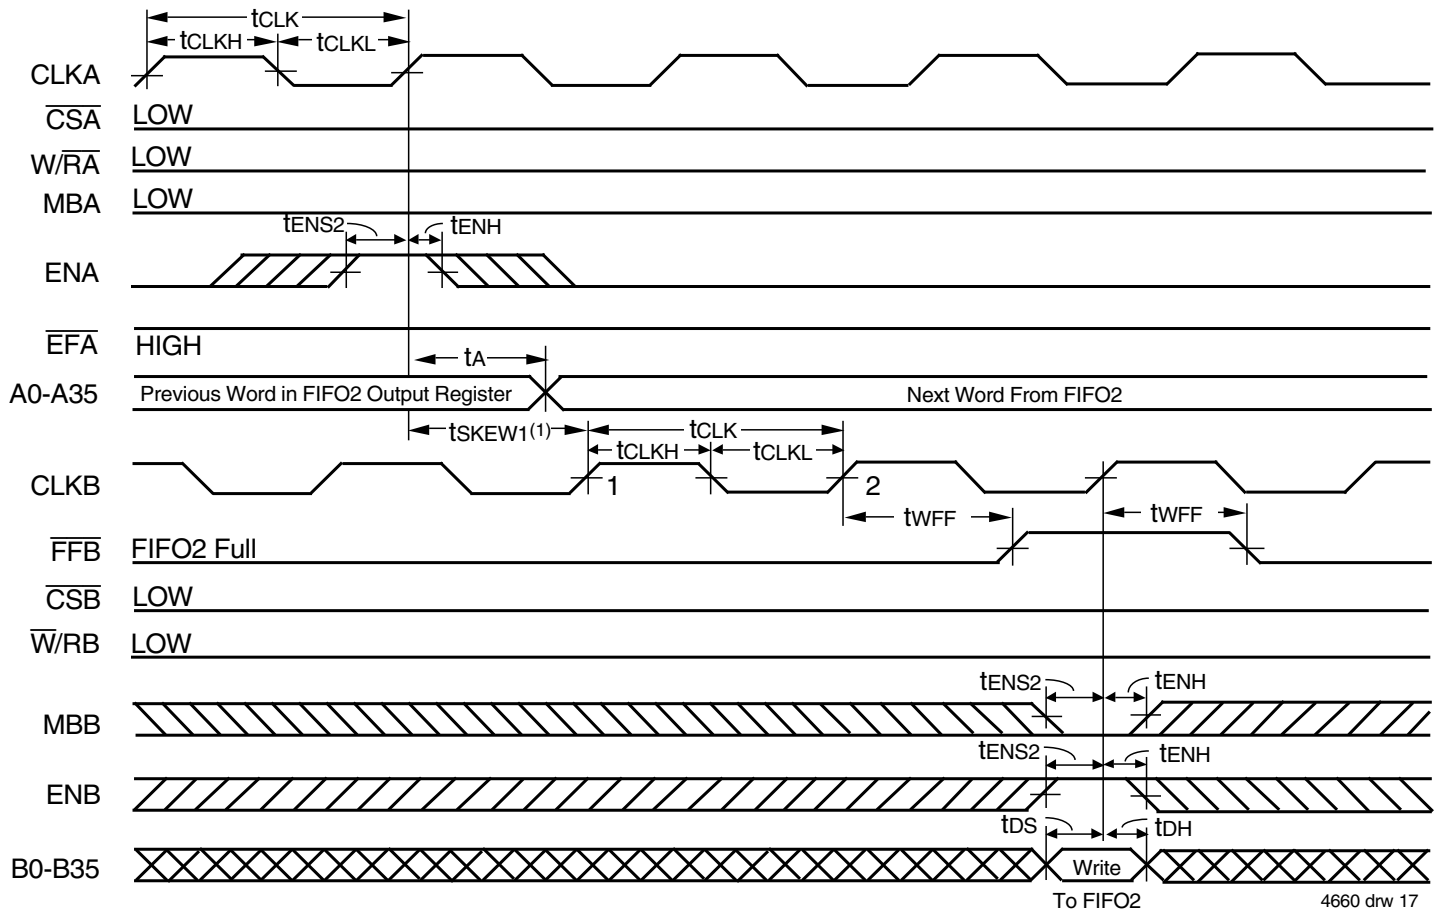 tCLK
tCLKH tCLKL
CLKA
CSA LOW
W/RA LOW
MBA LOW
tENS2 tENH
ENA
EFA HIGH
tA
A0-A35 Previous Word in FIFO2 Output Register Next Word From FIFO2
tSKEW1(1) tCLK
tCLKH tCLKL
CLKB 1 2
tWFF tWFF
FFB FIFO2 Full
CSB LOW
W/RB LOW
tENS2 tENH
MBB
tENS2 tENH
ENB
tDS tDH
B0-B35 Write
To FIFO2 4660 drw 17